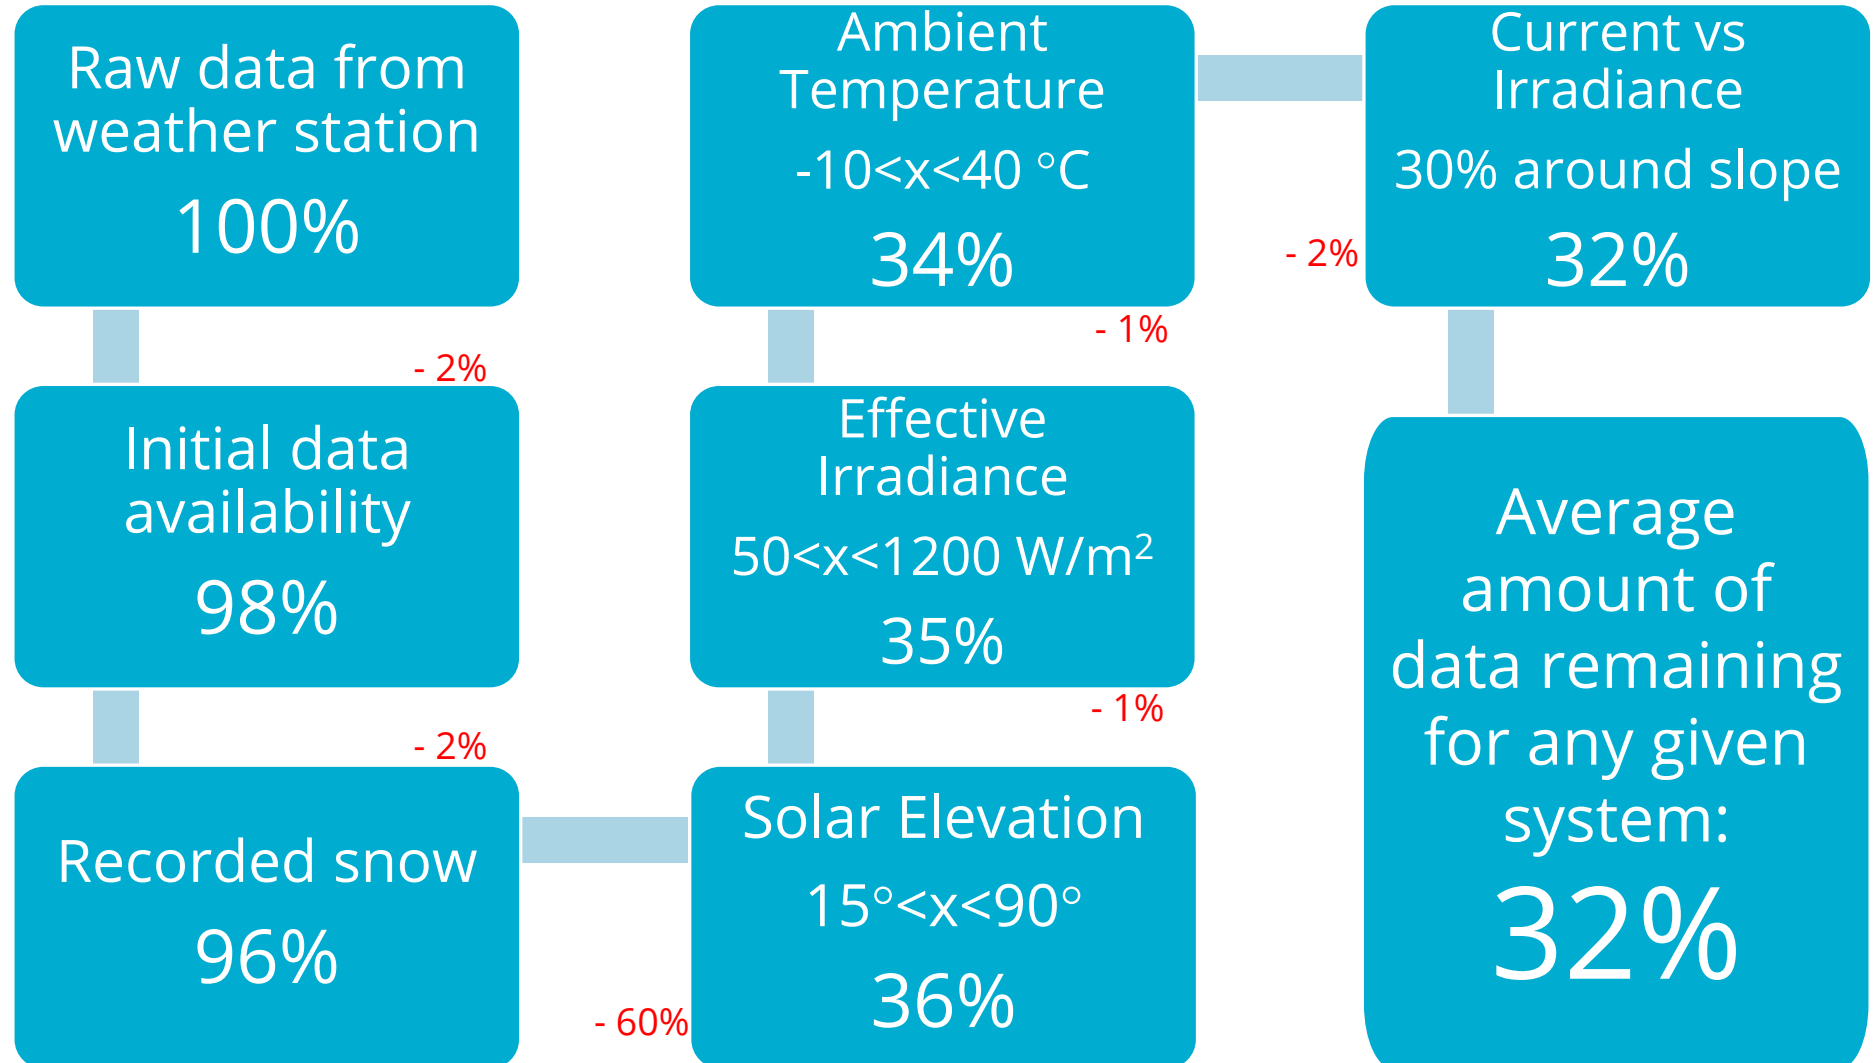 Raw data from
weather station
100%
- 2%
Initial data
availability
98%
- 2%
Recorded snow
96%
- 60%
Solar Elevation
15°<x<90°
36%
- 1%
Effective
Irradiance
50<x<1200 W/m²
35%
- 1%
Ambient
Temperature
-10<x<40 °C
34%
- 2%
Current vs
Irradiance
30% around slope
32%
Average
amount of
data remaining
for any given
system:
32%